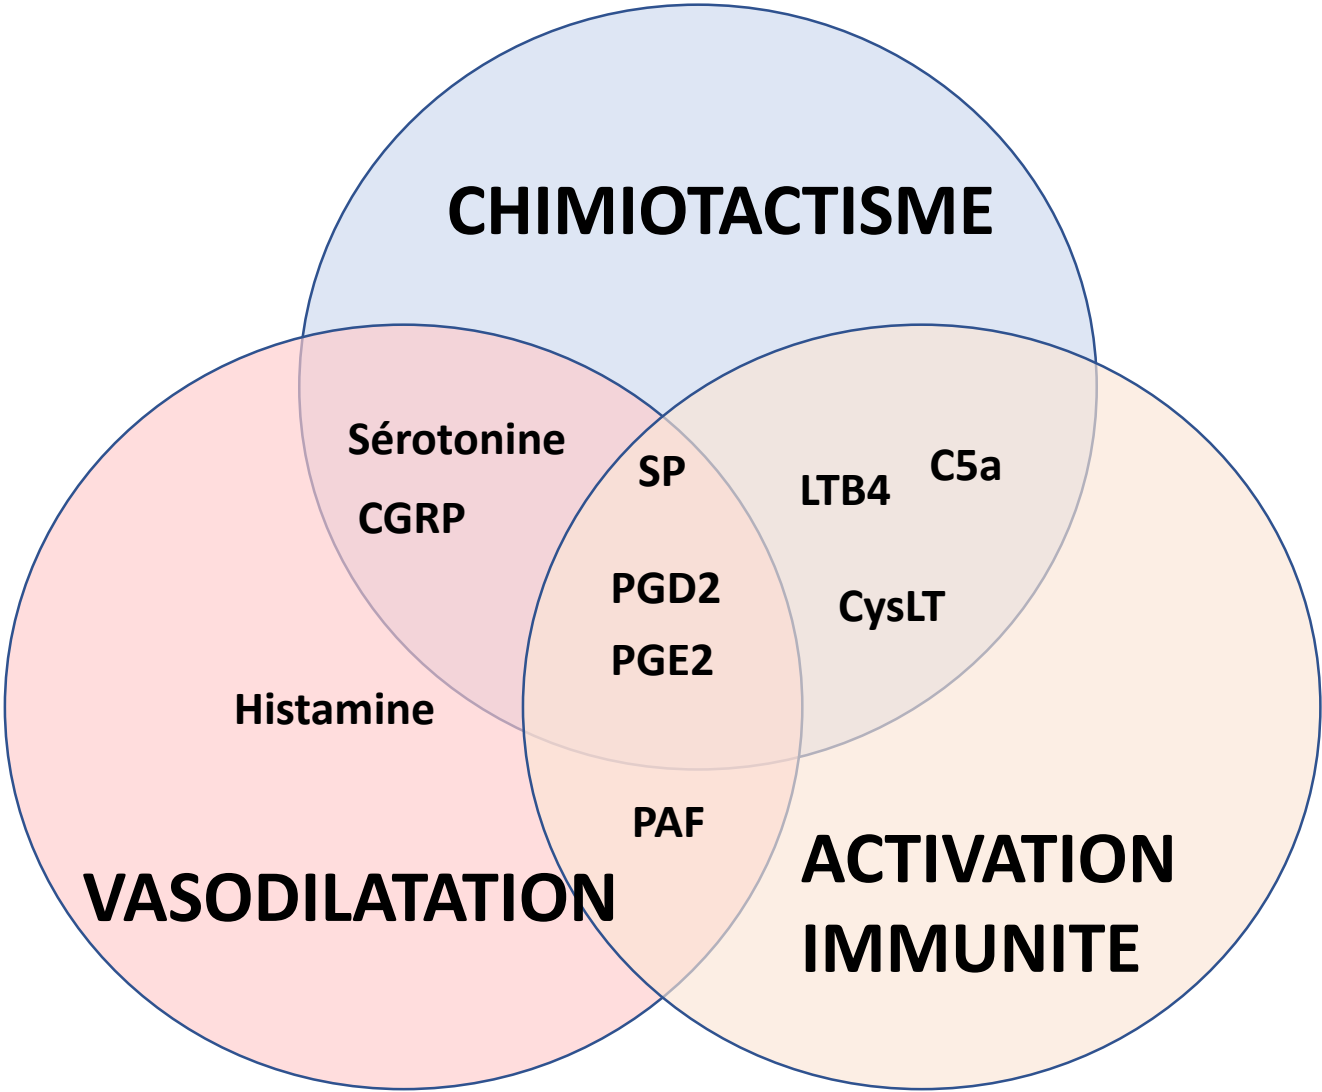 CHIMIOTACTISME
Sérotonine
CGRP
SP
PGD2
PGE2
LTB4
C5a
CysLT
Histamine
PAF
VASODILATATION
ACTIVATION
IMMUNITE